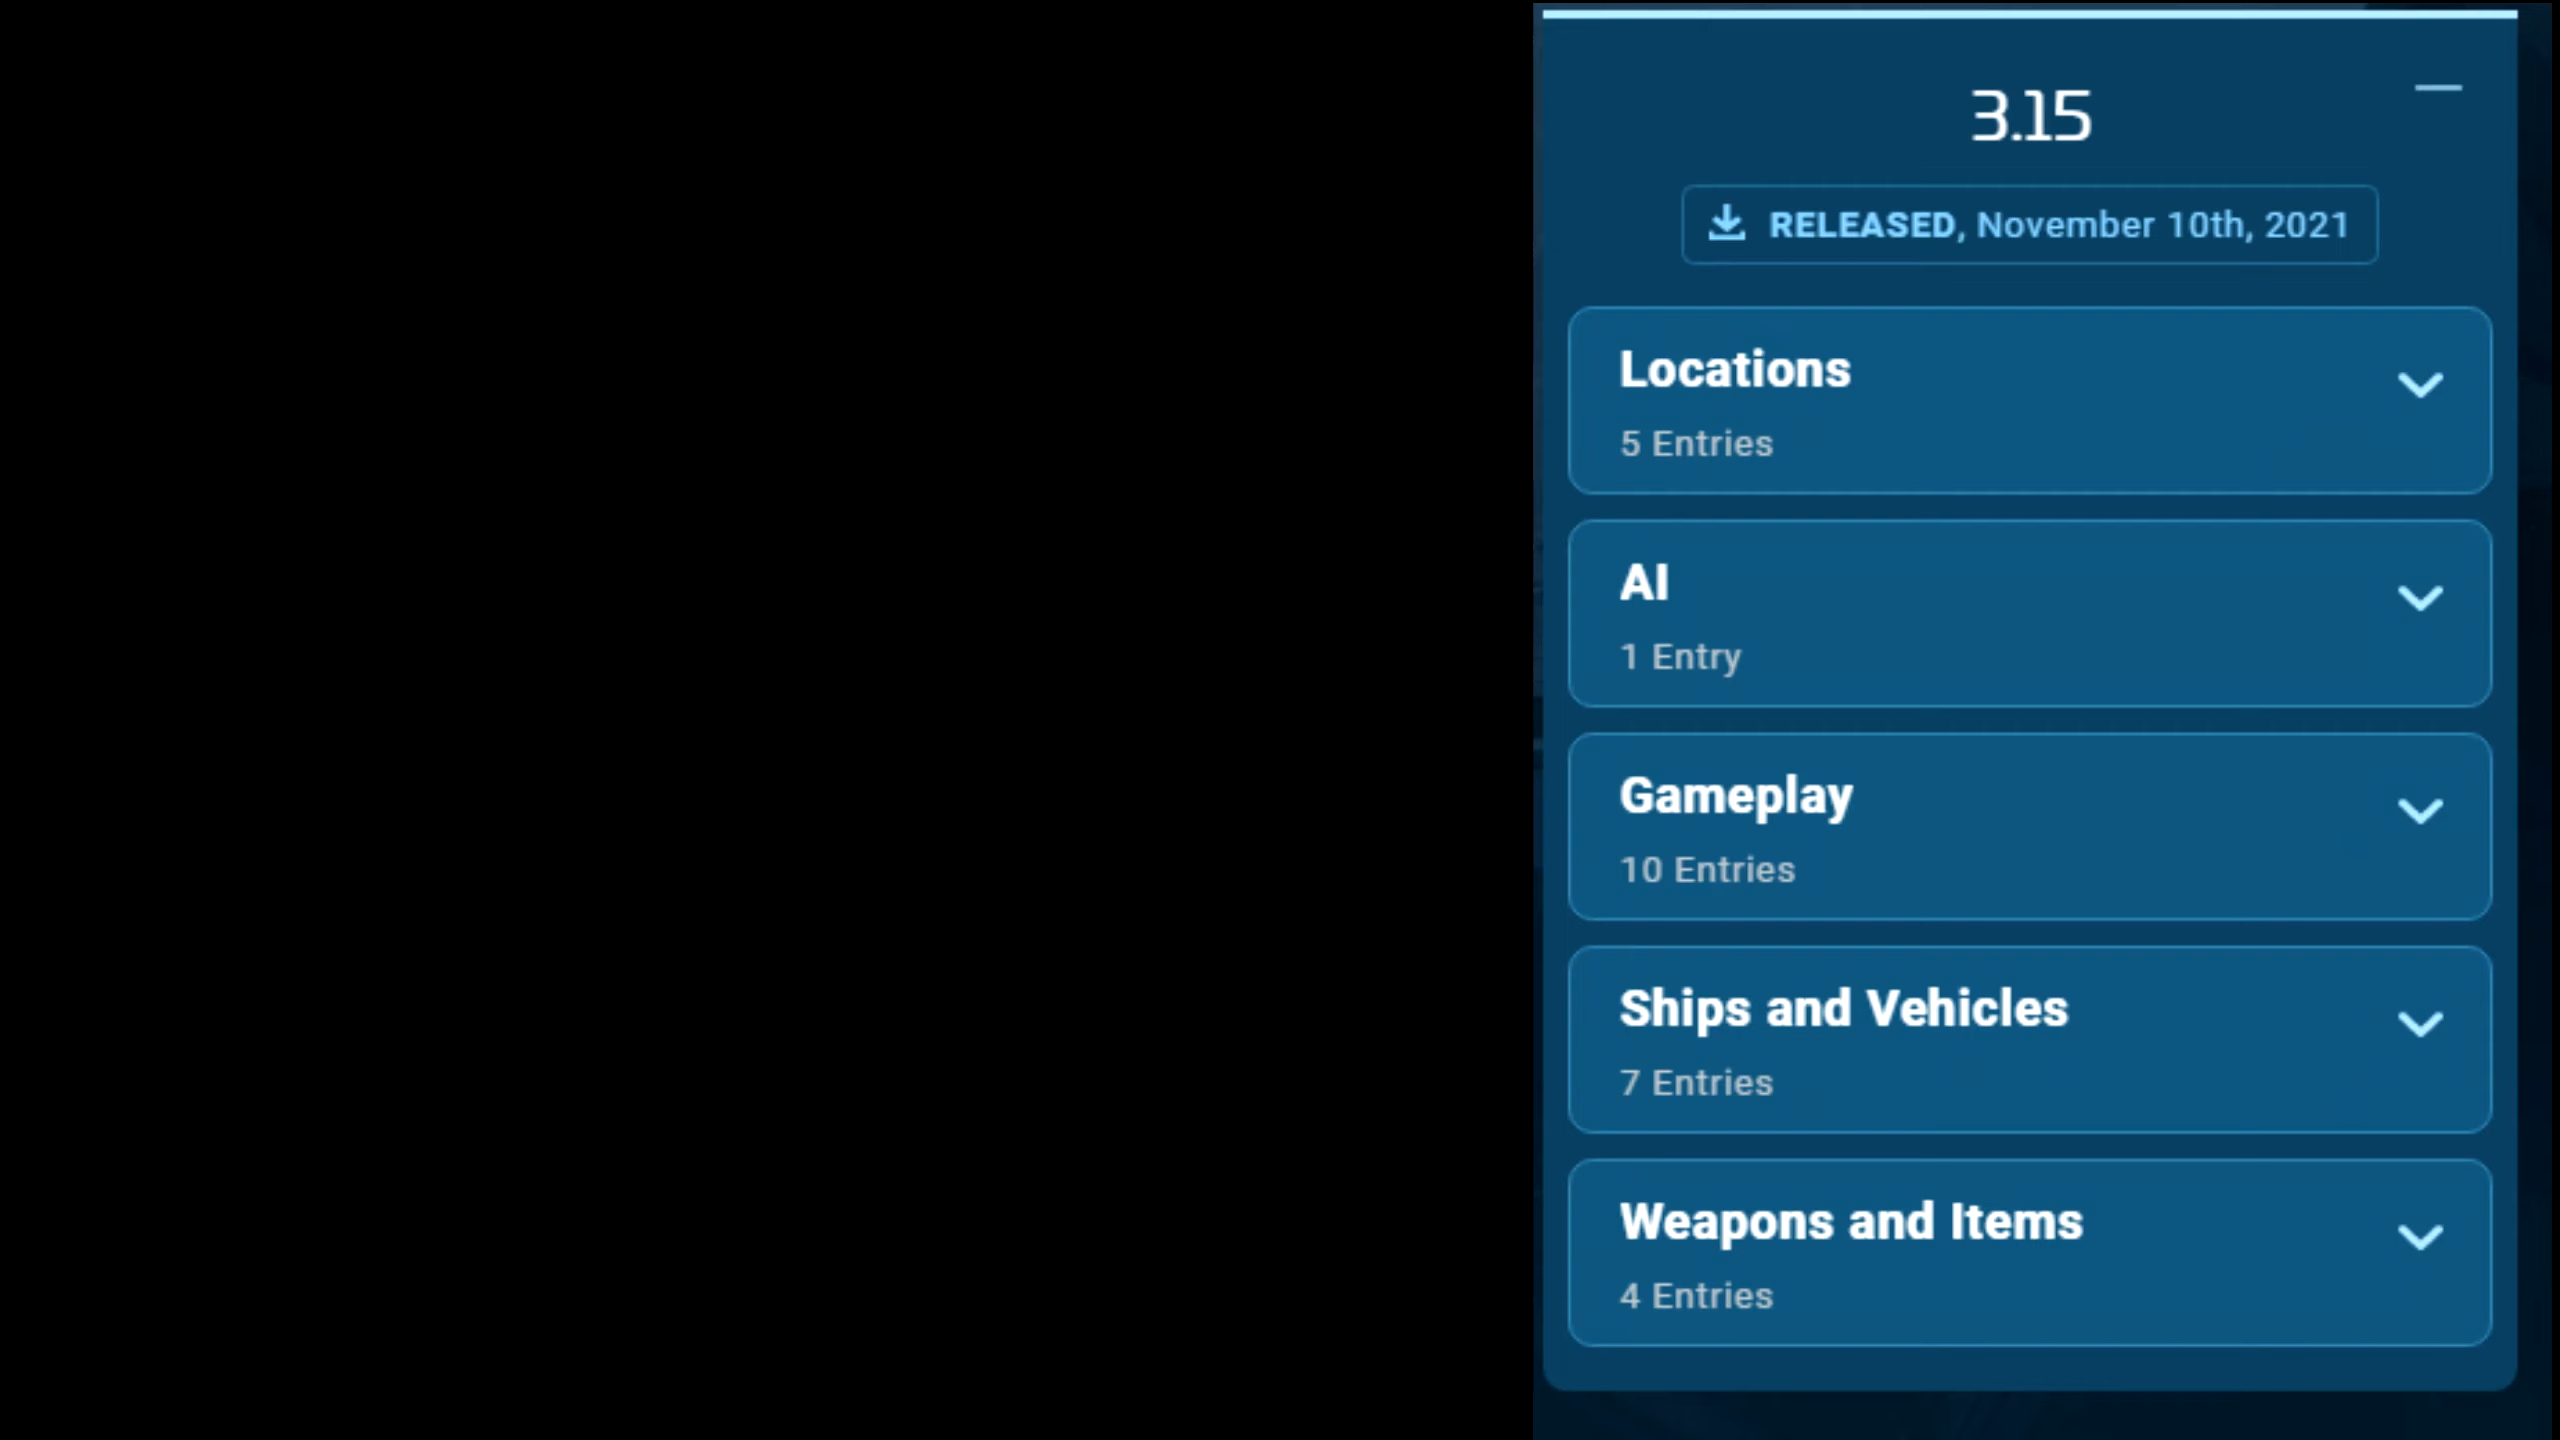 3.15
RELEASED, November 10th, 2021
Locations
5 Entries
AI
1 Entry
Gameplay
10 Entries
Ships and Vehicles
7 Entries
Weapons and Items
4 Entries